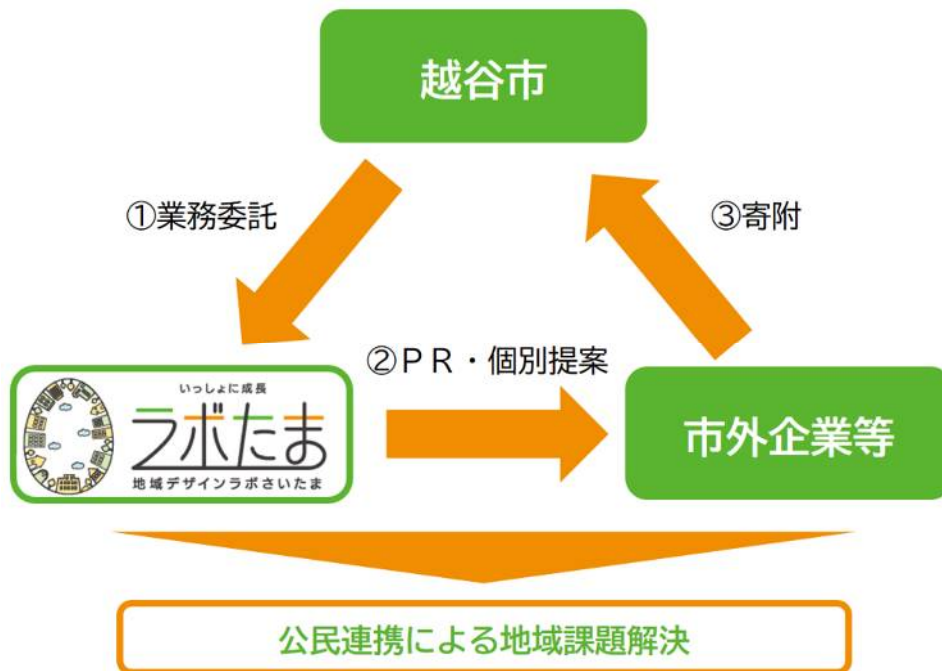 越谷市
①業務委託
③寄附
②ＰＲ・個別提案
いっしょに成長
ラボたま
地域デザインラボさいたま
市外企業等
公民連携による地域課題解決